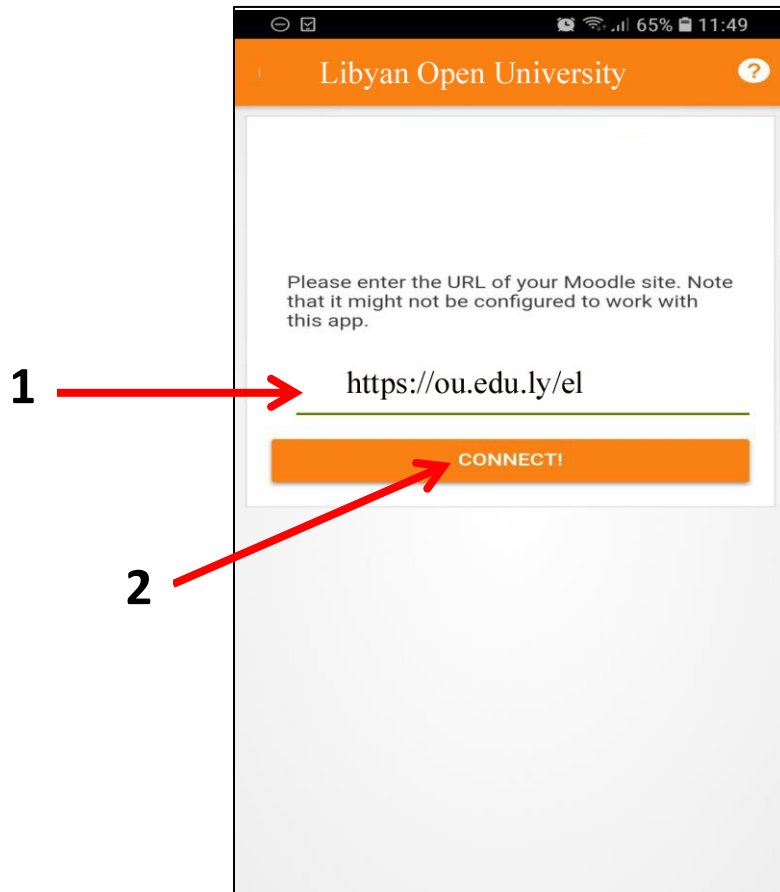 65% 11:49
Libyan Open University ?
Please enter the URL of your Moodle site. Note
that it might not be configured to work with
this app.
1
https://ou.edu.ly/el
CONNECT!
2